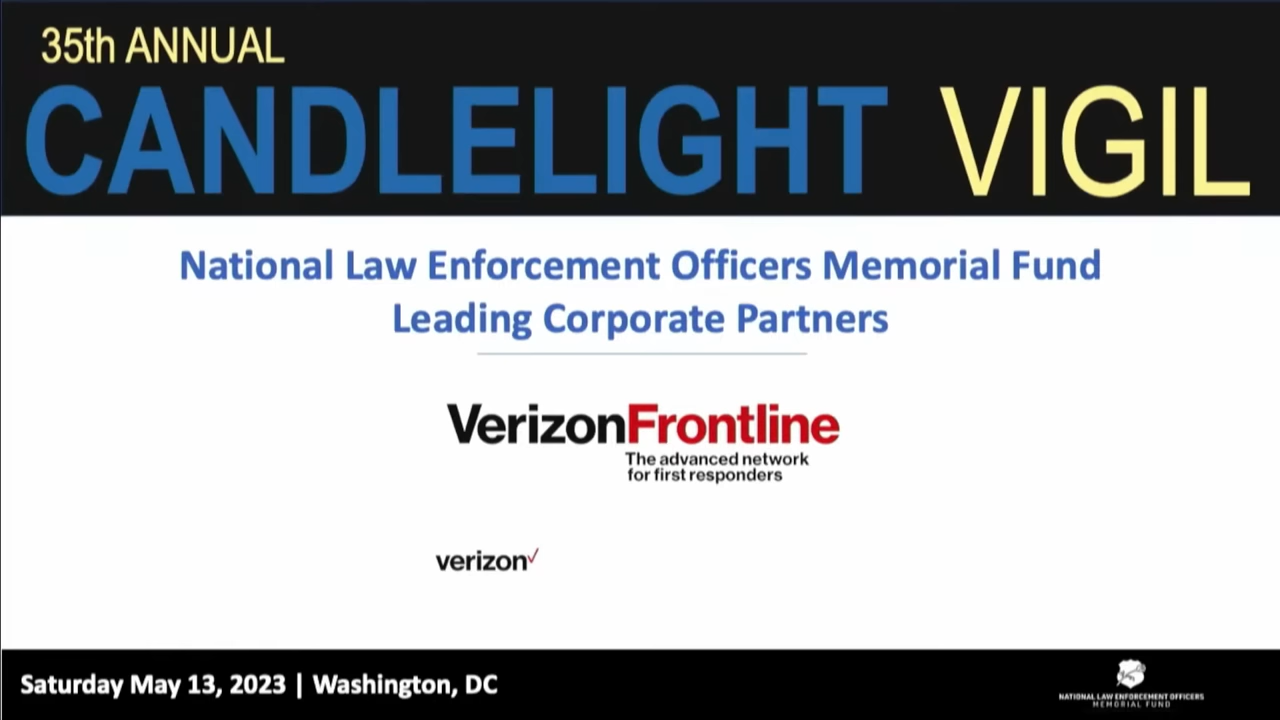 35th ANNUAL
CANDLELIGHT VIGIL
National Law Enforcement Officers Memorial Fund
Leading Corporate Partners
VerizonFrontline
The advanced network
for first responders
verizon✓
Saturday May 13, 2023 | Washington, DC
NATIONAL LAW ENFORCEMENT OFFICERS
MEMORIAL FUND